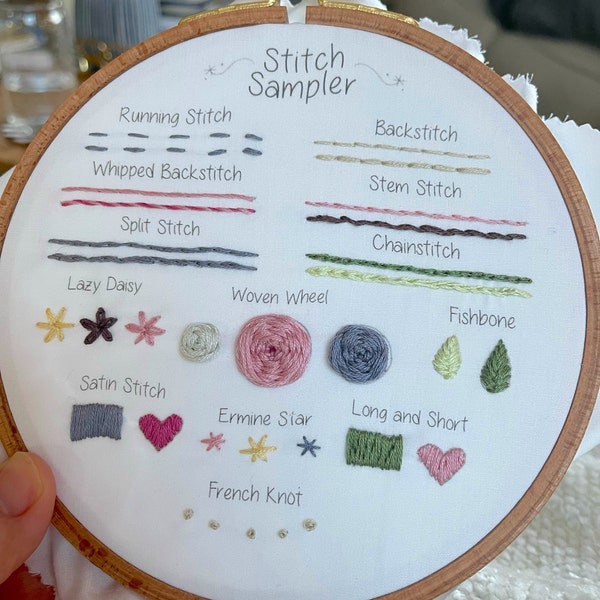 Stitch
Sampler
Running Stitch
Backstitch
Whipped Backstitch
Stem Stitch
Split Stitch
Chainstitch
Lazy Daisy
Woven Wheel
Fishbone
Satin Stitch
Ermine Star
Long and Short
French Knot